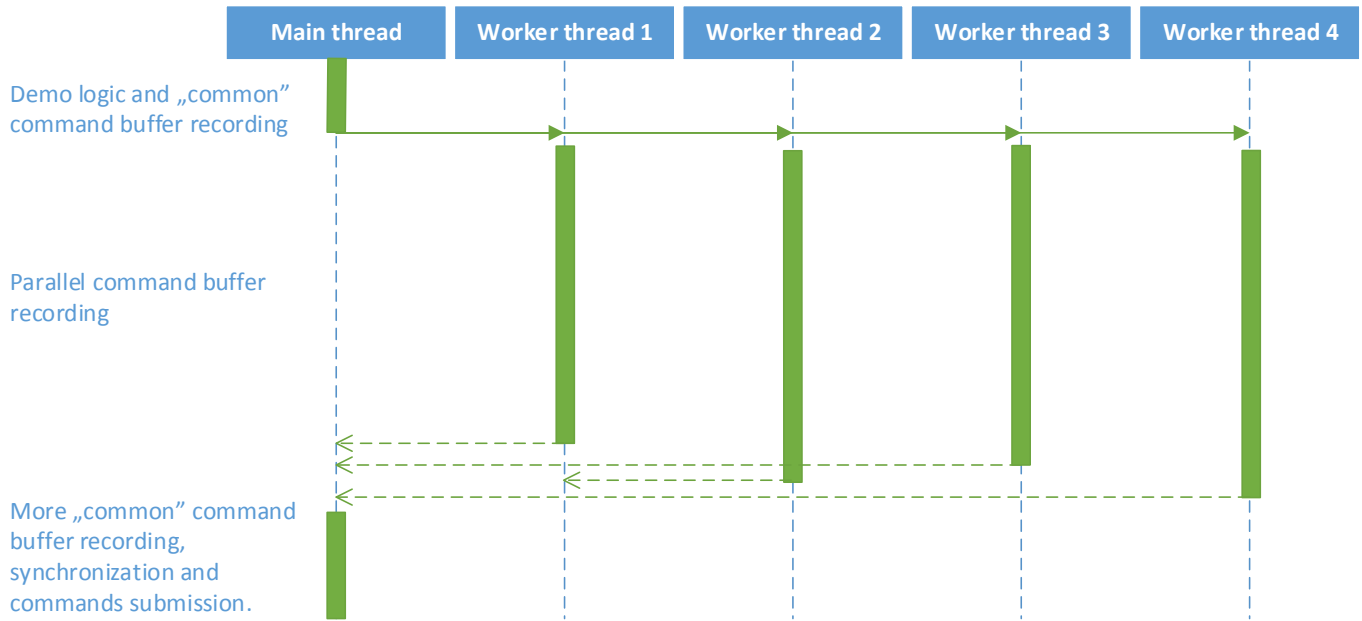 Main thread
Worker thread 1
Worker thread 2
Worker thread 3
Worker thread 4
Demo logic and „common”
command buffer recording
Parallel command buffer
recording
More „common” command
buffer recording,
synchronization and
commands submission.